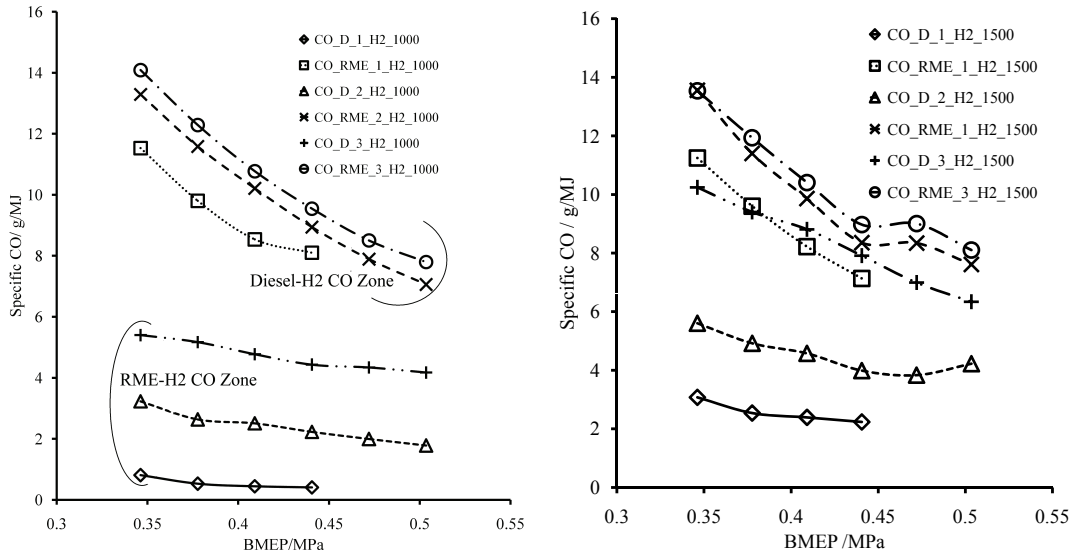 16
14
12
10
8
6
4
2
0
Specific CO/ g/MJ
CO_D_1_H2_1000
CO_RME_1_H2_1000
CO_D_2_H2_1000
CO_RME_2_H2_1000
CO_D_3_H2_1000
CO_RME_3_H2_1000
Diesel-H2 CO Zone
RME-H2 CO Zone
0.3 0.35 0.4 0.45 0.5 0.55
BMEP/MPa
16
14
12
10
8
6
4
2
0
Specific CO / g/MJ
CO_D_1_H2_1500
CO_RME_1_H2_1500
CO_D_2_H2_1500
CO_RME_1_H2_1500
CO_D_3_H2_1500
CO_RME_3_H2_1500
0.3 0.35 0.4 0.45 0.5 0.55
BMEP /MPa